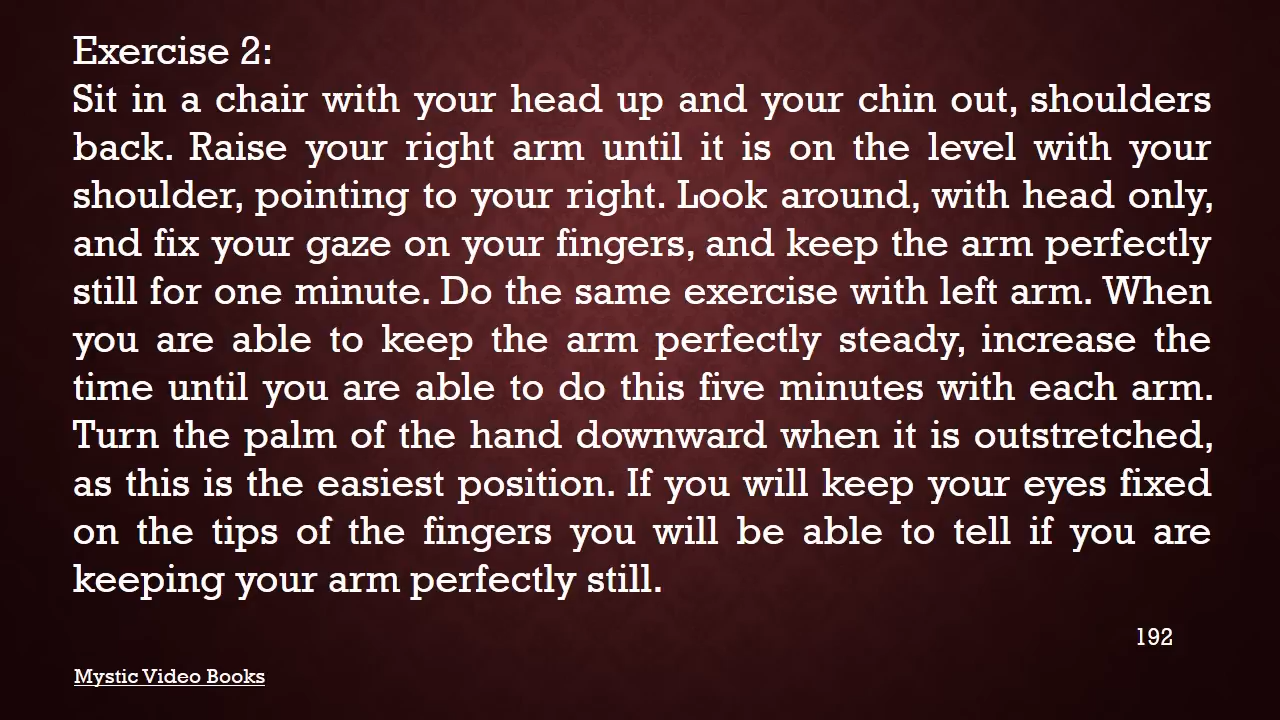 Exercise 2:
Sit in a chair with your head up and your chin out, shoulders
back. Raise your right arm until it is on the level with your
shoulder, pointing to your right. Look around, with head only,
and fix your gaze on your fingers, and keep the arm perfectly
still for one minute. Do the same exercise with left arm. When
you are able to keep the arm perfectly steady, increase the
time until you are able to do this five minutes with each arm.
Turn the palm of the hand downward when it is outstretched,
as this is the easiest position. If you will keep your eyes fixed
on the tips of the fingers you will be able to tell if you are
keeping your arm perfectly still.
192
Mystic Video Books